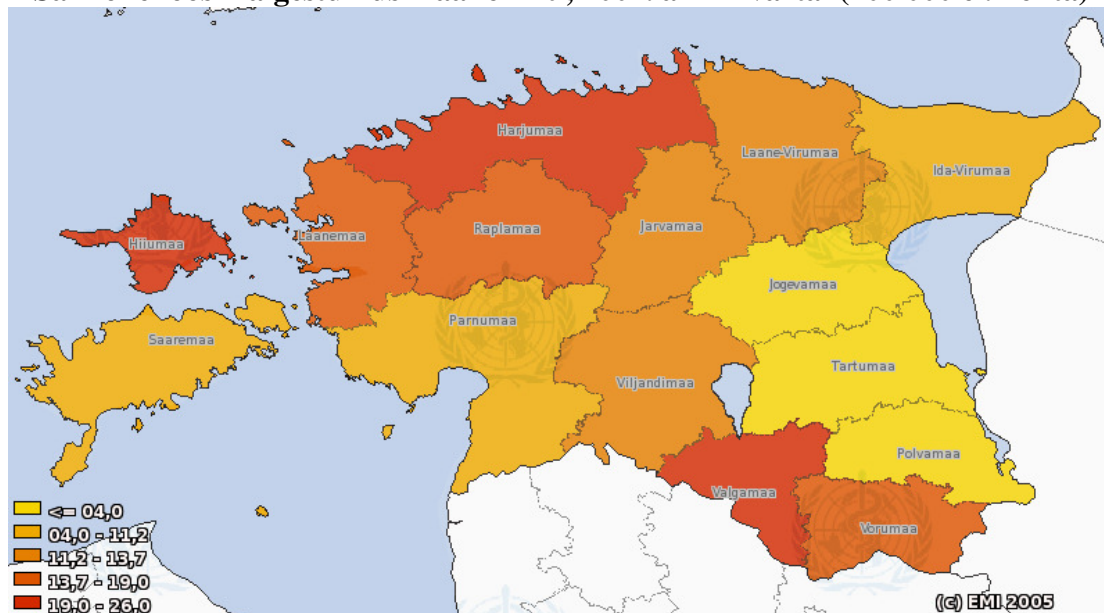 Harjumaa
Laane-Virumaa
Ida-Virumaa
Hiiumaa
Laanemaa
Raplamaa
Jarvamaa
Jogevamaa
Saaremaa
Parnumaa
Tartumaa
Viljandimaa
Polvamaa
Valgamaa
Vorumaa
<= 04,0
04,0 - 11,2
11,2 - 13,7
13,7 - 19,0
19,0 - 26,0
(c) EMI 2005